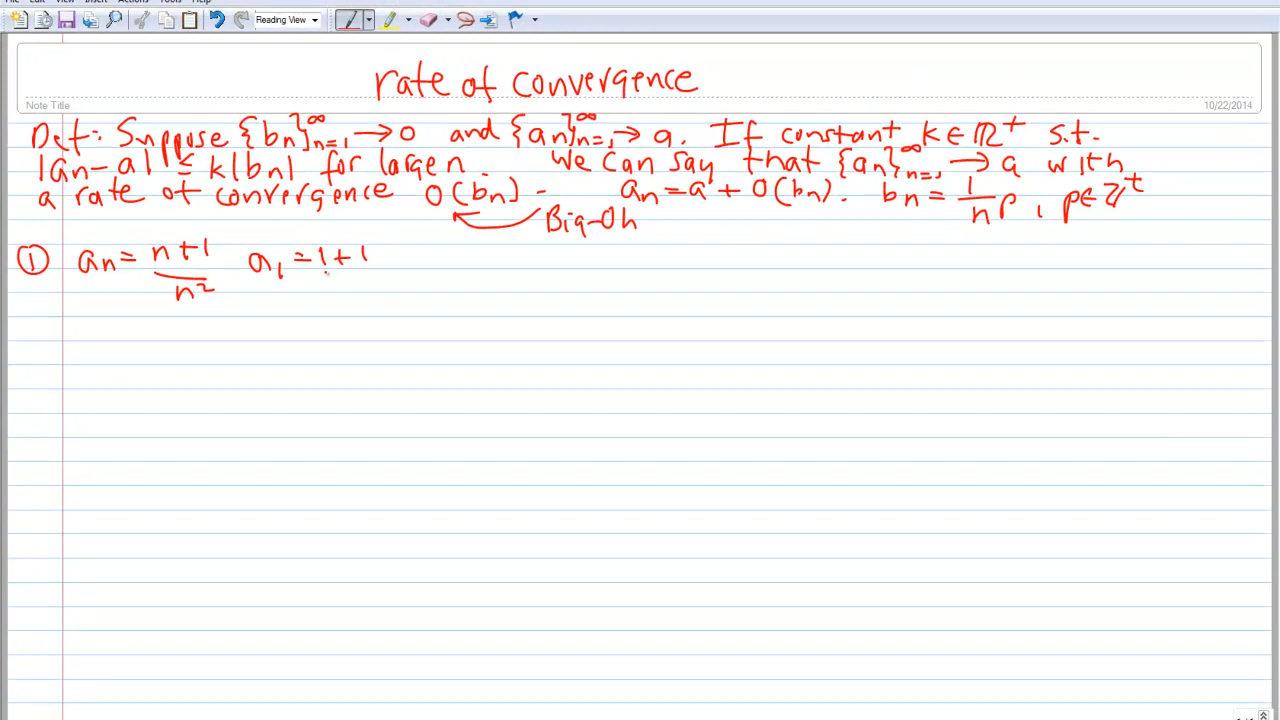 Reading View
rate of convergence
Note Title
10/22/2014
Def: Suppose {bn}∞n=1 → 0 and {an}∞n=1 → a. If constant k ∈ ℝ+ s.t.
|an - a| ≤ k|bn| for large n. We can say that {an}∞n=1 → a with
a rate of convergence O(bn). an = a + O(bn). bn = 1/n^p, p ∈ ℤ+
Big-Oh
① an = n+1/n² a1 = 1+1